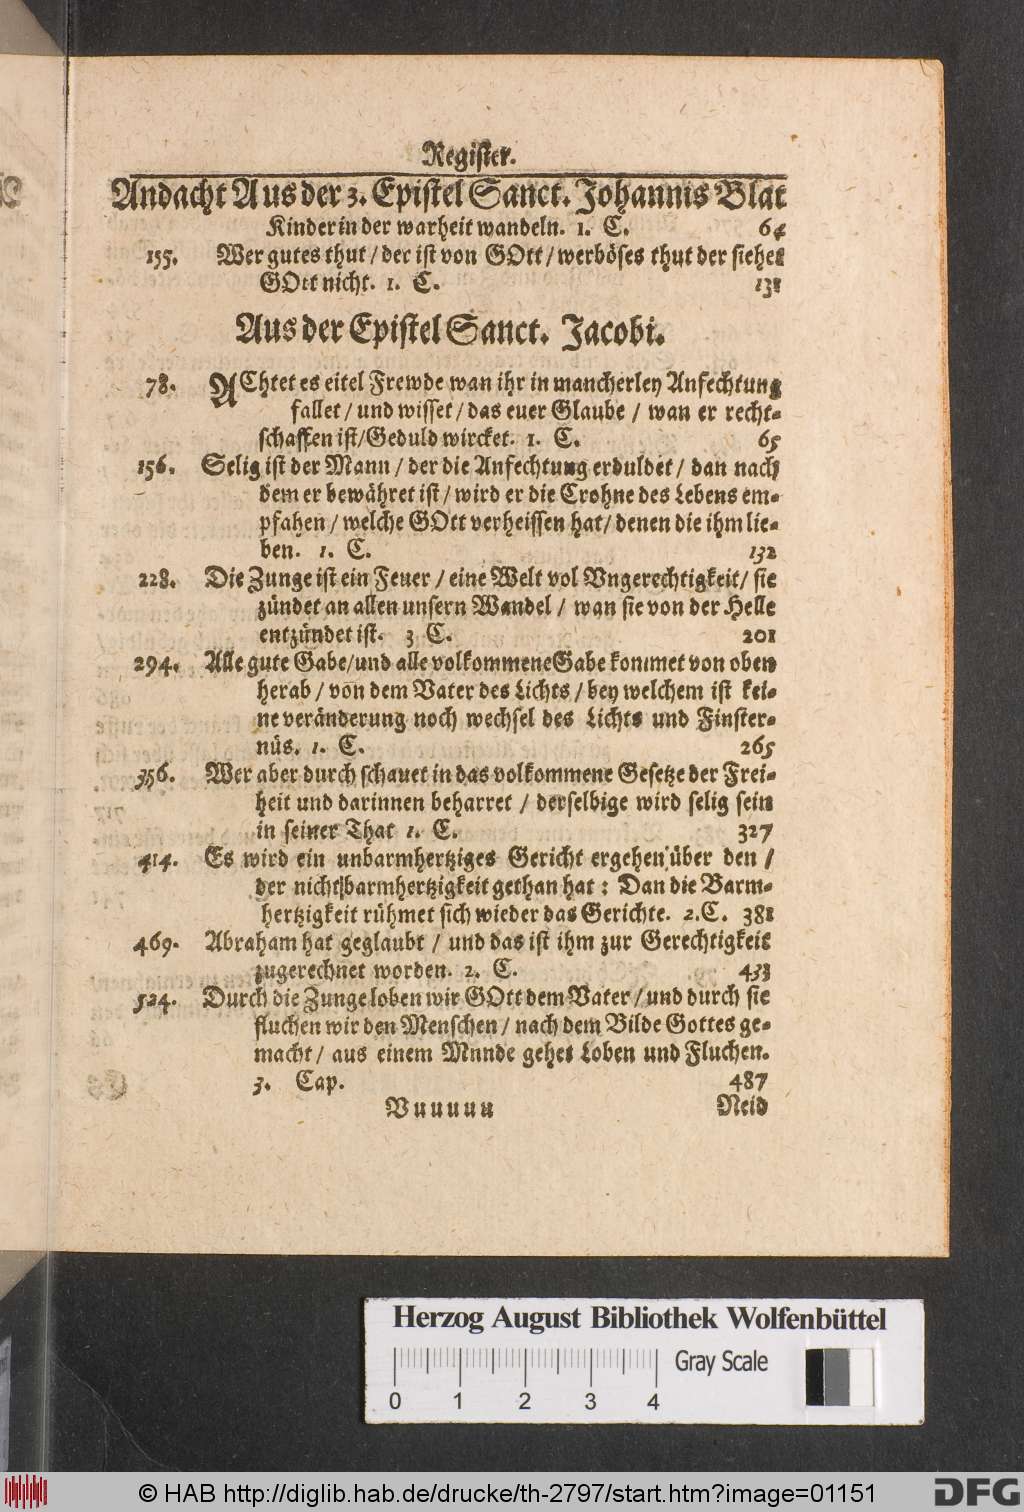 Register.
Andacht Aus der 3. Epistel Sanct. Johannis Blat
Kinder in der warheit wandeln. 1. C. 64
155. Wer gutes thut / der ist von GOtt / werböses thut der siehet
GOtt nicht. 1. C. 131
Aus der Epistel Sanct. Jacobi.
78. AChtet es eitel Frewde wan ihr in mancherley Anfechtung
fallet / und wisset / das euer Glaube / wan er recht-
schaffen ist/Geduld wircket. 1. C. 65
156. Selig ist der Mann / der die Anfechtung erduldet / dan nach
dem er bewähret ist / wird er die Crohne des Lebens em-
pfahen / welche GOtt verheissen hat / denen die ihm lie-
ben. 1. C. 132
228. Die Zunge ist ein Feuer / eine Welt vol Vngerechtigkeit / sie
zündet an allen unsern Wandel / wan sie von der Helle
entzündet ist. 3 C. 201
294. Alle gute Gabe/und alle volkommene Gabe kommet von oben
herab / von dem Vater des Lichts / bey welchem ist kei-
ne veränderung noch wechsel des Lichts und Finster-
nüs. 1. C. 265
356. Wer aber durch schauet in das volkommene Gesetze der Frei-
heit und darinnen beharret / derselbige wird selig sein
in seiner That 1. C. 327
414. Es wird ein unbarmhertziges Gericht ergehen über den /
der nicht barmhertzigkeit gethan hat : Dan die Barm-
hertzigkeit rühmet sich wieder das Gerichte. 2. C. 381
469. Abraham hat geglaubt / und das ist ihm zur Gerechtigkeit
zugerechnet worden. 2. C. 433
524. Durch die Zunge loben wir GOtt dem Vater / und durch sie
fluchen wir den Menschen / nach dem Bilde Gottes ge-
macht / aus einem Mnnde gehet Loben und Fluchen.
3. Cap. 487
Vuuuuu Neid
Herzog August Bibliothek Wolfenbüttel
Gray Scale
0 1 2 3 4
© HAB http://diglib.hab.de/drucke/th-2797/start.htm?image=01151
DFG